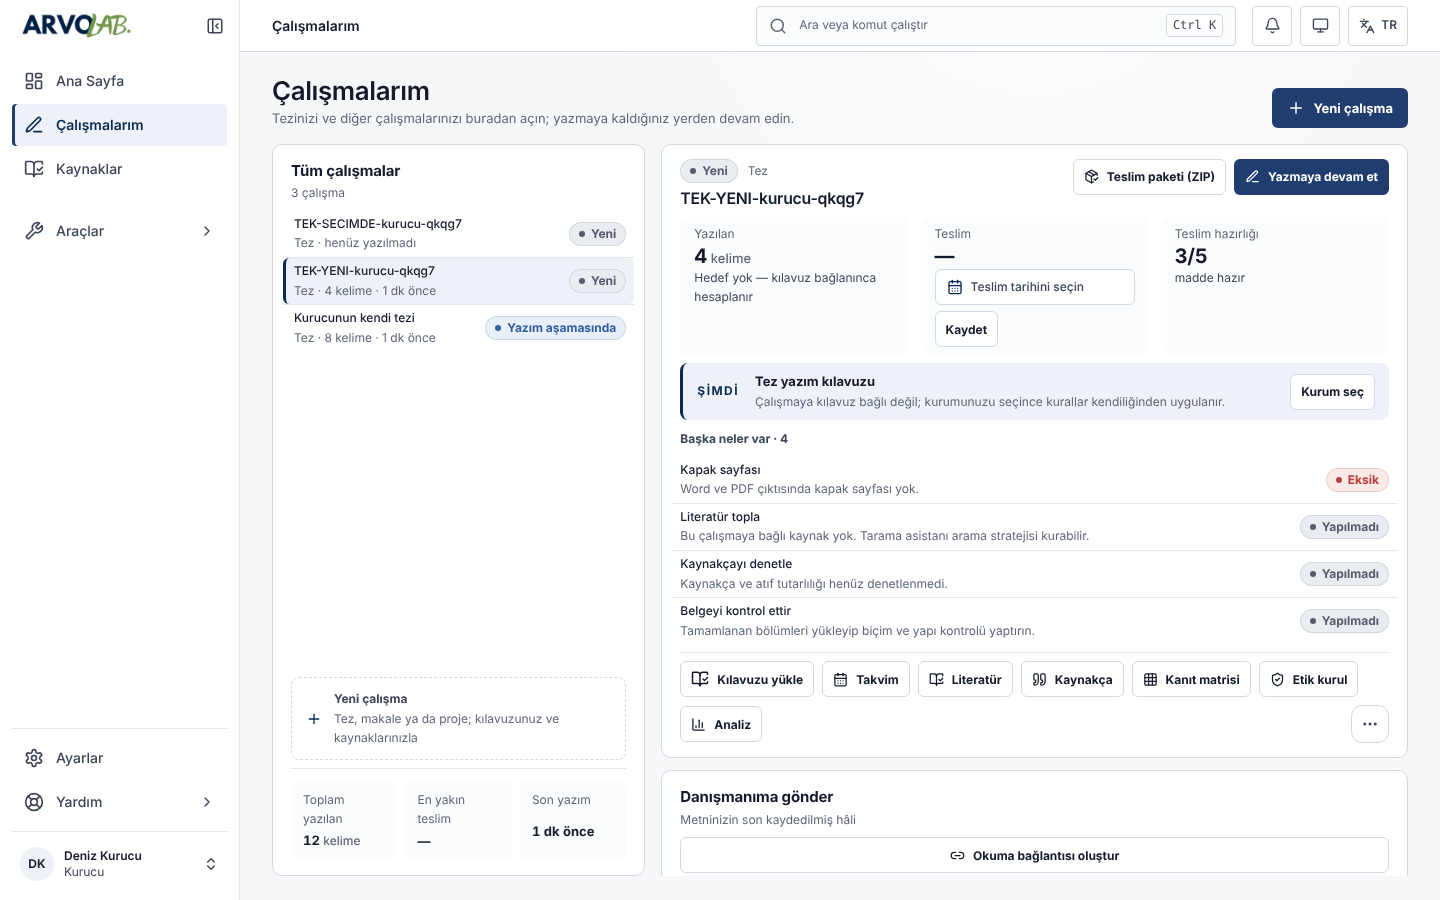 ARVOLAB.
Çalışmalarım
Ara veya komut çalıştır
Ctrl K
TR
Ana Sayfa
Çalışmalarım
Kaynaklar
Araçlar
Ayarlar
Yardım
DK
Deniz Kurucu
Kurucu
Çalışmalarım
Tezinizi ve diğer çalışmalarınızı buradan açın; yazmaya kaldığınız yerden devam edin.
Yeni çalışma
Tüm çalışmalar
3 çalışma
TEK-SECIMDE-kurucu-qkqg7
Tez · henüz yazılmadı
Yeni
TEK-YENI-kurucu-qkqg7
Tez · 4 kelime · 1 dk önce
Yeni
Kurucunun kendi tezi
Tez · 8 kelime · 1 dk önce
Yazım aşamasında
Yeni çalışma
Tez, makale ya da proje; kılavuzunuz ve
kaynaklarınızla
Toplam
yazılan
12 kelime
En yakın
teslim
—
Son yazım
1 dk önce
Yeni
Tez
TEK-YENI-kurucu-qkqg7
Teslim paketi (ZIP)
Yazmaya devam et
Yazılan
4 kelime
Hedef yok — kılavuz bağlanınca
hesaplanır
Teslim
—
Teslim tarihini seçin
Kaydet
Teslim hazırlığı
3/5
madde hazır
ŞİMDİ
Tez yazım kılavuzu
Çalışmaya kılavuz bağlı değil; kurumunuzu seçince kurallar kendiliğinden uygulanır.
Kurum seç
Başka neler var · 4
Kapak sayfası
Word ve PDF çıktısında kapak sayfası yok.
Eksik
Literatür topla
Bu çalışmaya bağlı kaynak yok. Tarama asistanı arama stratejisi kurabilir.
Yapılmadı
Kaynakçayı denetle
Kaynakça ve atıf tutarlılığı henüz denetlenmedi.
Yapılmadı
Belgeyi kontrol ettir
Tamamlanan bölümleri yükleyip biçim ve yapı kontrolü yaptırın.
Yapılmadı
Kılavuzu yükle
Takvim
Literatür
Kaynakça
Kanıt matrisi
Etik kurul
Analiz
Danışmanıma gönder
Metninizin son kaydedilmiş hâli
Okuma bağlantısı oluştur